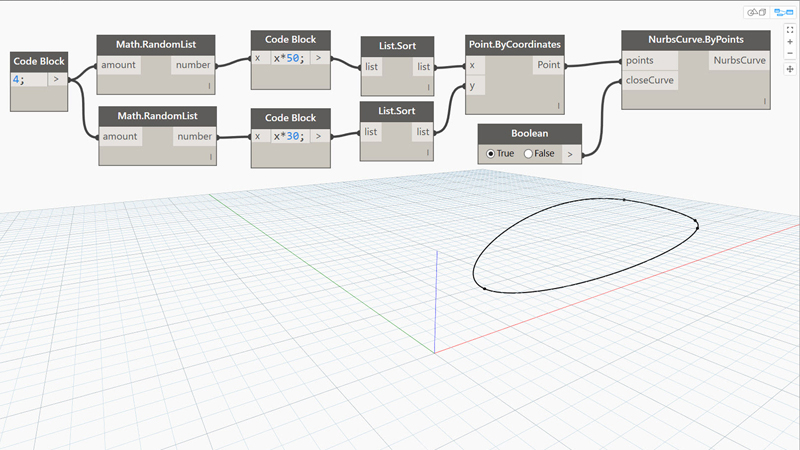 Code Block
4; >
Math.RandomList
amount number
Code Block
x x*50; >
List.Sort
list list
Point.ByCoordinates
x Point
y
NurbsCurve.ByPoints
points NurbsCurve
closeCurve
Math.RandomList
amount number
Code Block
x x*30; >
List.Sort
list list
Boolean
True False >